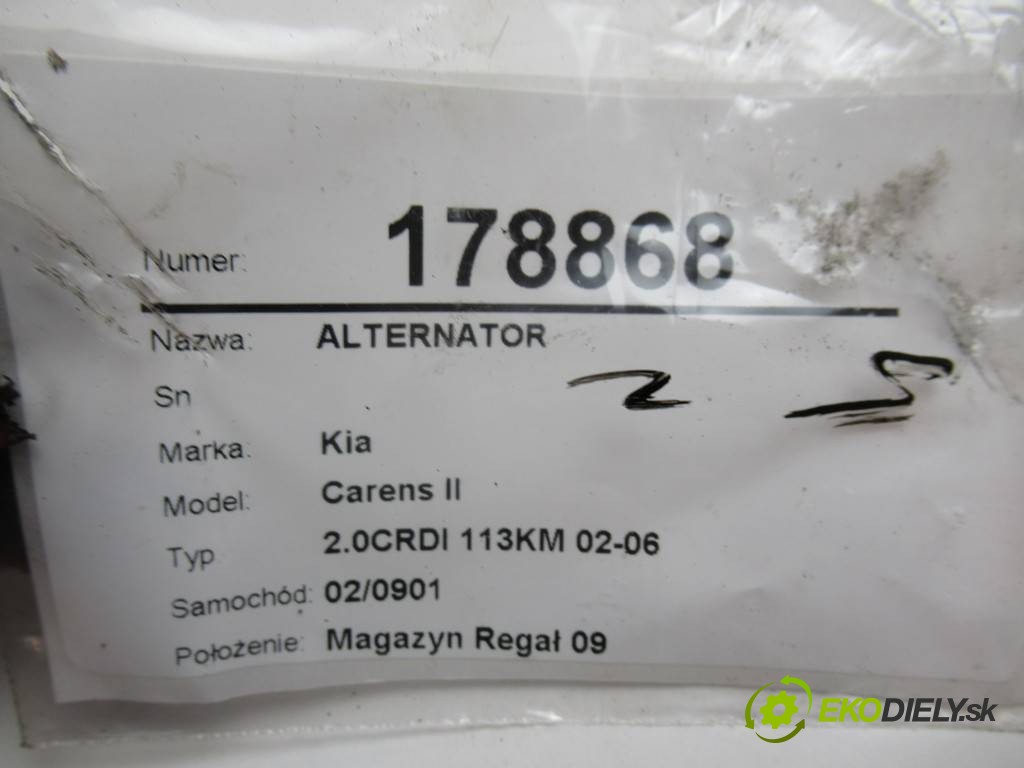 Numer: 178868
Nazwa: ALTERNATOR
Sn
Marka: Kia
Model: Carens II
Typ 2.0CRDI 113KM 02-06
Samochód: 02/0901
Położenie: Magazyn Regał 09
EKODIELY.sk